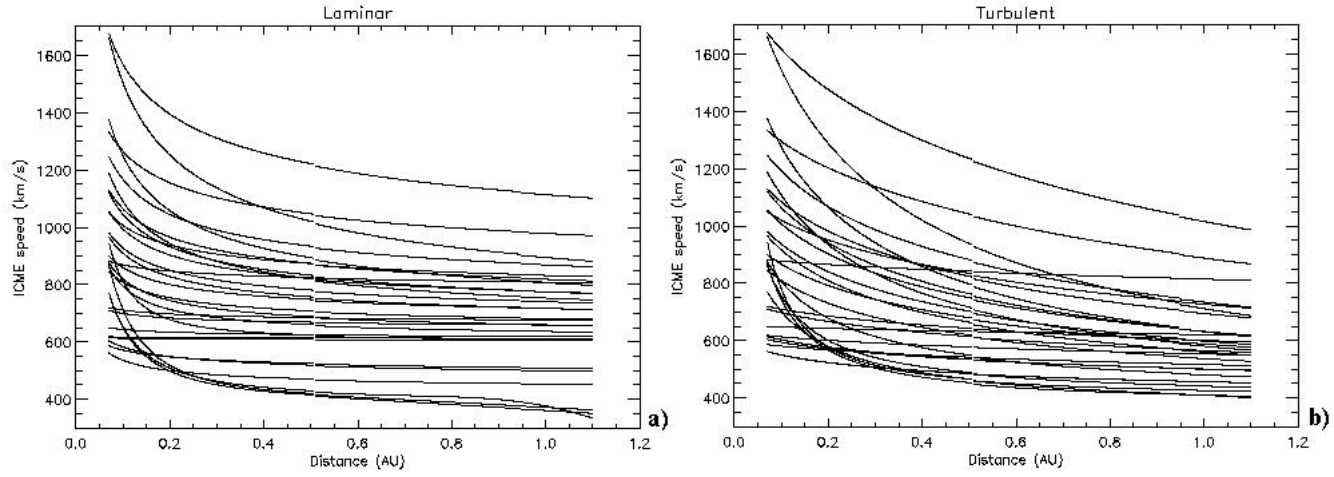 Laminar
ICME speed (km/s)
1600
1400
1200
1000
800
600
400
0.0 0.2 0.4 0.6 0.8 1.0 1.2
Distance (AU)
a)
Turbulent
ICME speed (km/s)
1600
1400
1200
1000
800
600
400
0.0 0.2 0.4 0.6 0.8 1.0 1.2
Distance (AU)
b)